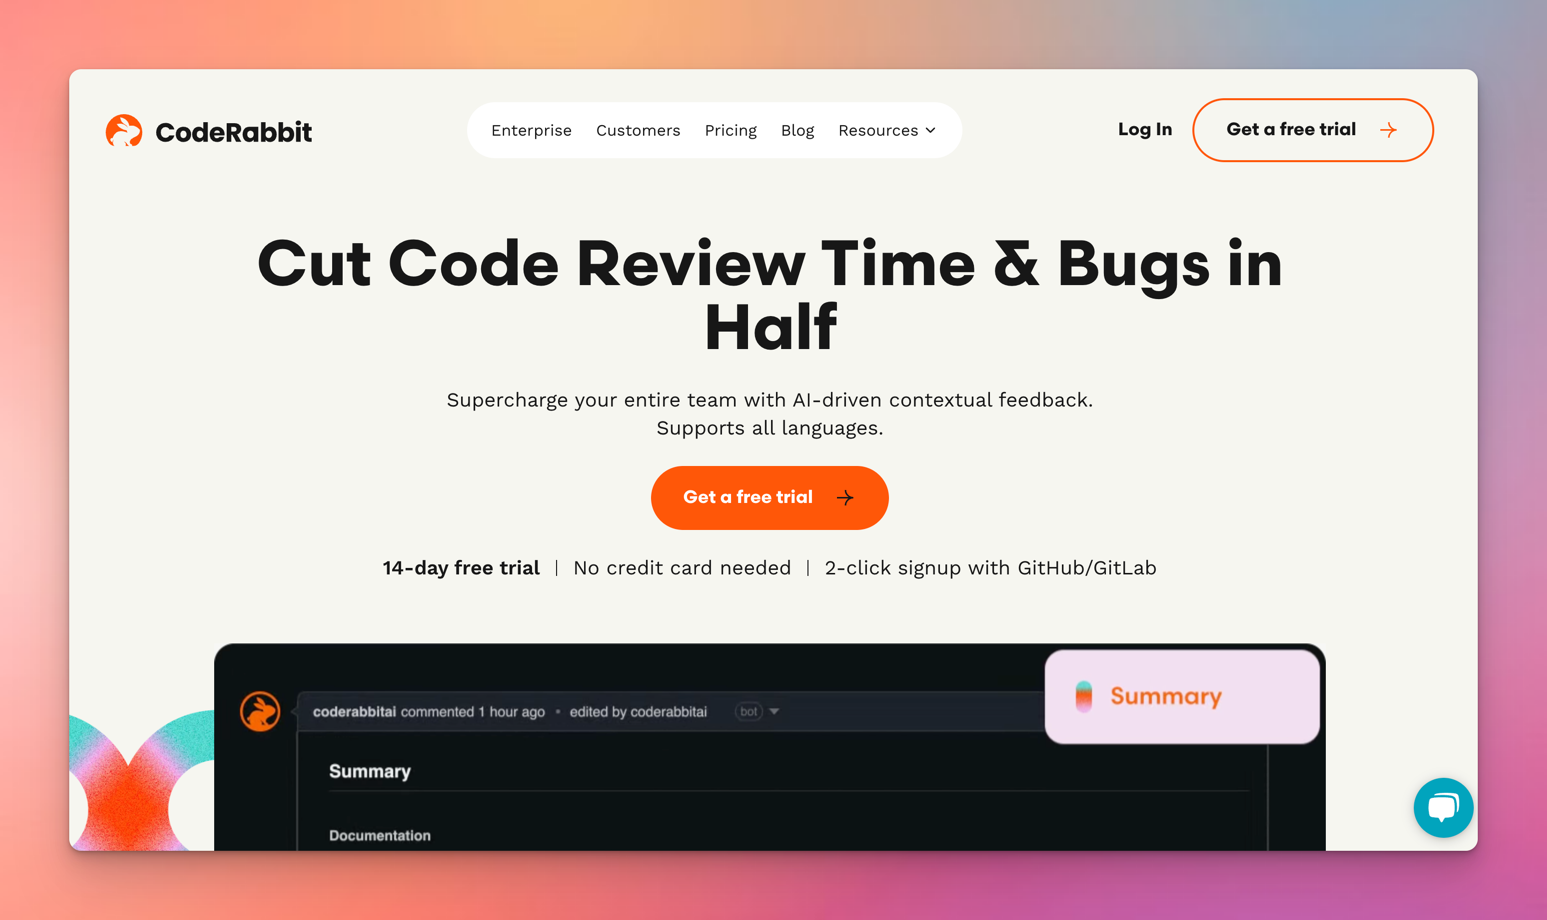 CodeRabbit
Enterprise Customers Pricing Blog Resources
Log In
Get a free trial
Cut Code Review Time & Bugs in
Half
Supercharge your entire team with AI-driven contextual feedback.
Supports all languages.
Get a free trial
14-day free trial | No credit card needed | 2-click signup with GitHub/GitLab
Summary
coderabbitai commented 1 hour ago • edited by coderabbitai bot
Summary
Documentation